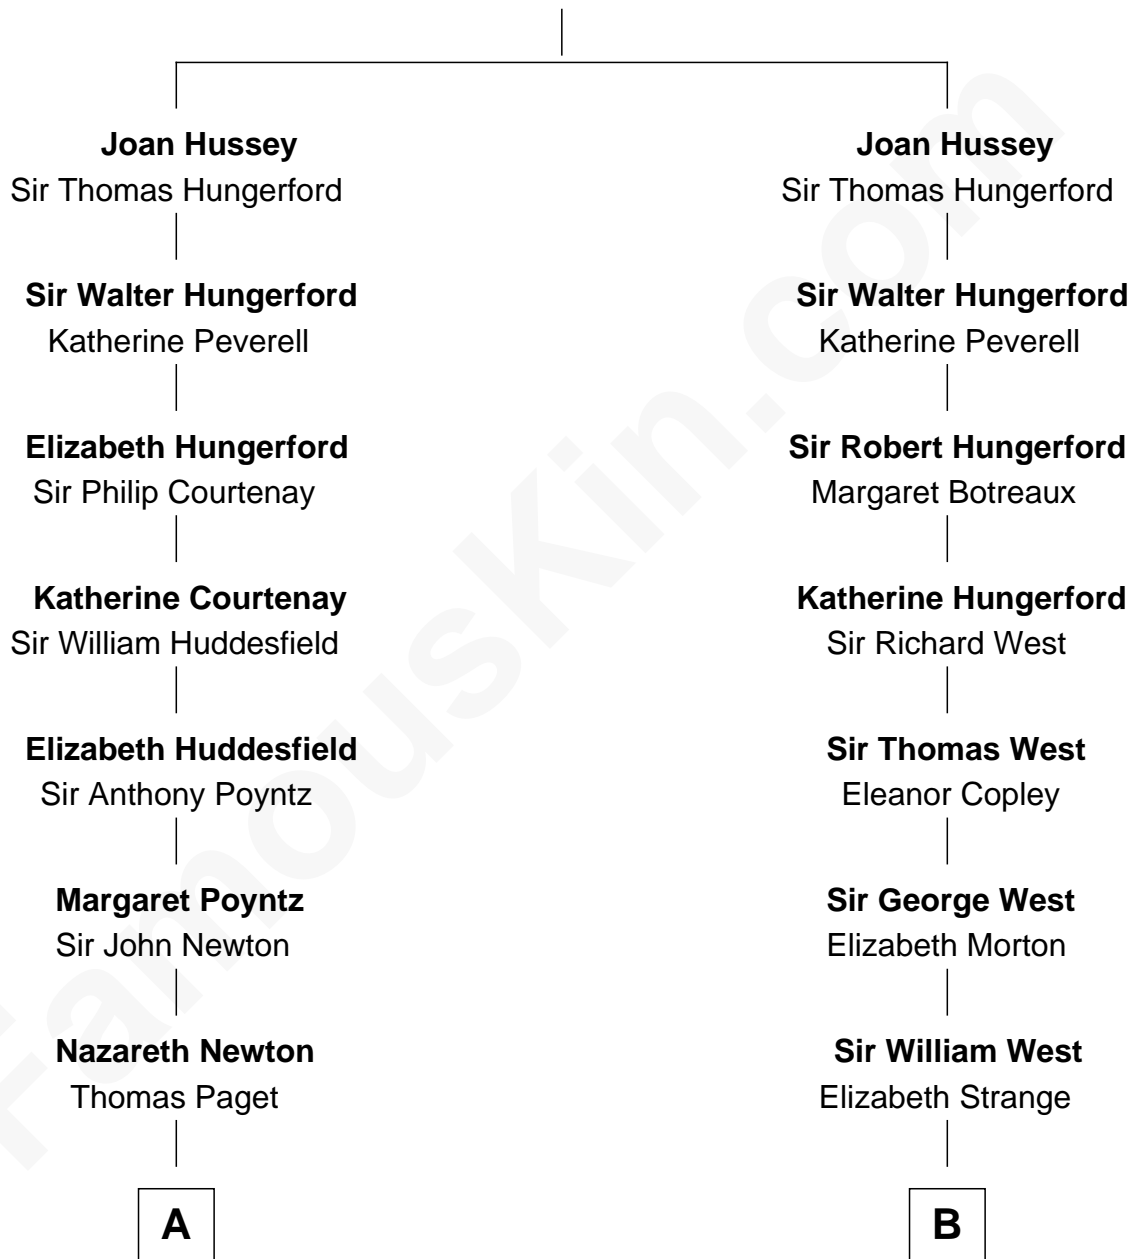 Joan Hussey
Sir Thomas Hungerford
Sir Walter Hungerford
Katherine Peverell
Elizabeth Hungerford
Sir Philip Courtenay
Katherine Courtenay
Sir William Huddesfield
Elizabeth Huddesfield
Sir Anthony Poyntz
Margaret Poyntz
Sir John Newton
Nazareth Newton
Thomas Paget
A
Joan Hussey
Sir Thomas Hungerford
Sir Walter Hungerford
Katherine Peverell
Sir Robert Hungerford
Margaret Botreaux
Katherine Hungerford
Sir Richard West
Sir Thomas West
Eleanor Copley
Sir George West
Elizabeth Morton
Sir William West
Elizabeth Strange
B
FamousKin.com